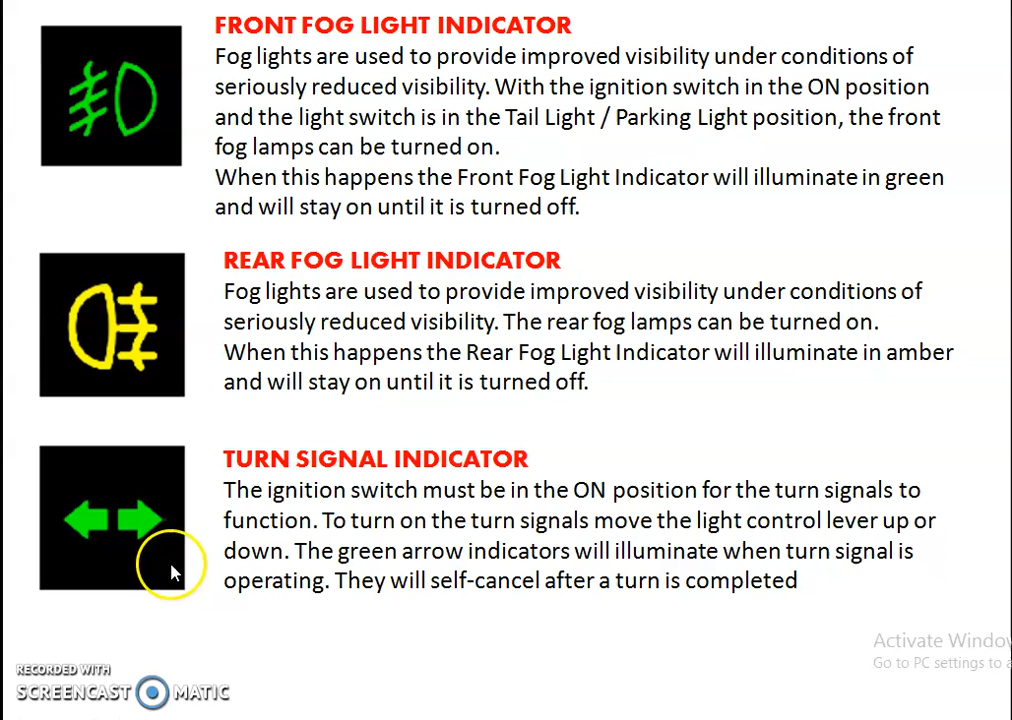 FRONT FOG LIGHT INDICATOR
Fog lights are used to provide improved visibility under conditions of
seriously reduced visibility. With the ignition switch in the ON position
and the light switch is in the Tail Light / Parking Light position, the front
fog lamps can be turned on.
When this happens the Front Fog Light Indicator will illuminate in green
and will stay on until it is turned off.
REAR FOG LIGHT INDICATOR
Fog lights are used to provide improved visibility under conditions of
seriously reduced visibility. The rear fog lamps can be turned on.
When this happens the Rear Fog Light Indicator will illuminate in amber
and will stay on until it is turned off.
TURN SIGNAL INDICATOR
The ignition switch must be in the ON position for the turn signals to
function. To turn on the turn signals move the light control lever up or
down. The green arrow indicators will illuminate when turn signal is
operating. They will self-cancel after a turn is completed
Activate Window
Go to PC settings to a
RECORDED WITH
SCREENCAST MATIC